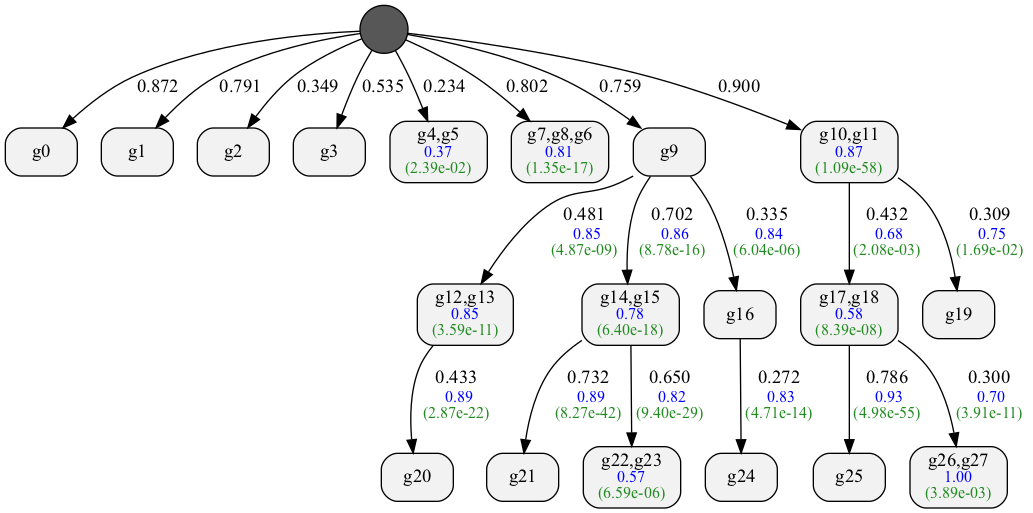 0.872
0.791
0.349
0.535
0.234
0.802
0.759
0.900
g0
g1
g2
g3
g4,g5
0.37
(2.39e-02)
g7,g8,g6
0.81
(1.35e-17)
g9
g10,g11
0.87
(1.09e-58)
0.481
0.85
(4.87e-09)
0.702
0.86
(8.78e-16)
0.335
0.84
(6.04e-06)
0.432
0.68
(2.08e-03)
0.309
0.75
(1.69e-02)
g12,g13
0.85
(3.59e-11)
g14,g15
0.78
(6.40e-18)
g16
g17,g18
0.58
(8.39e-08)
g19
0.433
0.89
(2.87e-22)
0.732
0.89
(8.27e-42)
0.650
0.82
(9.40e-29)
0.272
0.83
(4.71e-14)
0.786
0.93
(4.98e-55)
0.300
0.70
(3.91e-11)
g20
g21
g22,g23
0.57
(6.59e-06)
g24
g25
g26,g27
1.00
(3.89e-03)